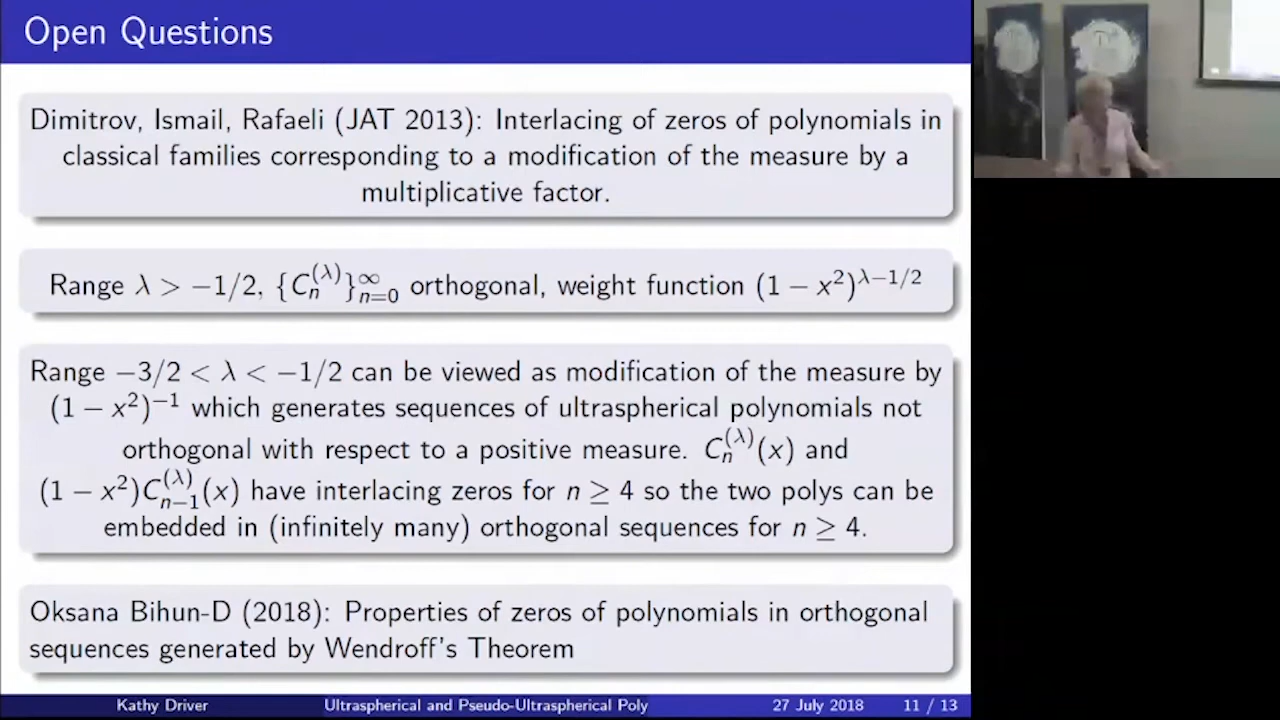 Open Questions
Dimitrov, Ismail, Rafaeli (JAT 2013): Interlacing of zeros of polynomials in
classical families corresponding to a modification of the measure by a
multiplicative factor.
Range λ > −1/2, {C_n^{(λ)}}_{n=0}^∞ orthogonal, weight function (1 − x²)^{λ−1/2}
Range −3/2 < λ < −1/2 can be viewed as modification of the measure by
(1 − x²)^{−1} which generates sequences of ultraspherical polynomials not
orthogonal with respect to a positive measure. C_n^{(λ)}(x) and
(1 − x²)C_{n−1}^{(λ)}(x) have interlacing zeros for n ≥ 4 so the two polys can be
embedded in (infinitely many) orthogonal sequences for n ≥ 4.
Oksana Bihun-D (2018): Properties of zeros of polynomials in orthogonal
sequences generated by Wendroff's Theorem
Kathy Driver Ultraspherical and Pseudo-Ultraspherical Poly 27 July 2018 11 / 13